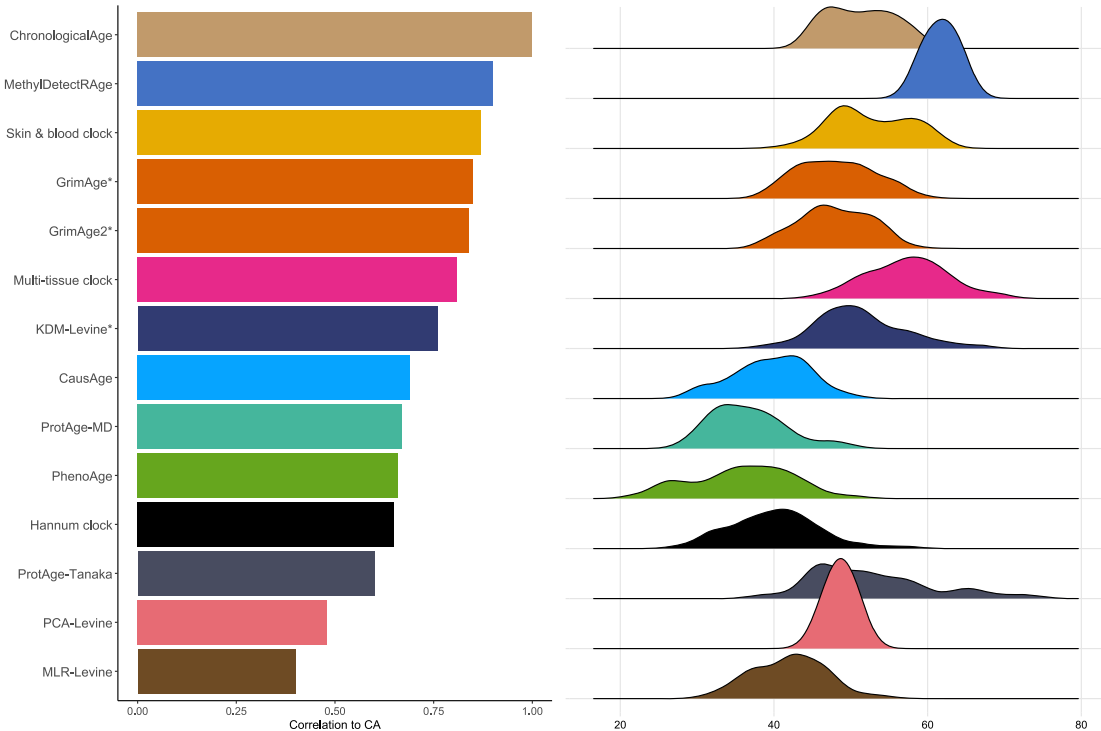 ChronologicalAge
MethylDetectRAge
Skin & blood clock
GrimAge*
GrimAge2*
Multi-tissue clock
KDM-Levine*
CausAge
ProtAge-MD
PhenoAge
Hannum clock
ProtAge-Tanaka
PCA-Levine
MLR-Levine
0.00 0.25 0.50 0.75 1.00
Correlation to CA
20 40 60 80